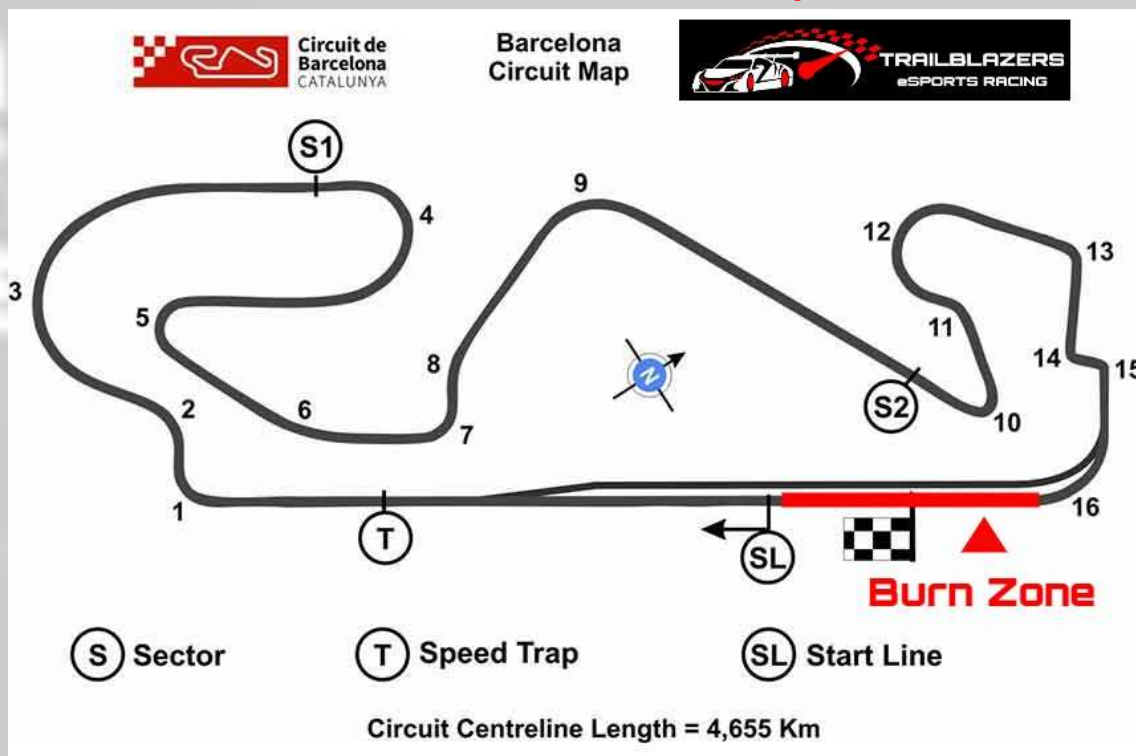 Circuit de
Barcelona
CATALUNYA
Barcelona
Circuit Map
TRAILBLAZERS
eSPORTS RACING
S1
9
4
12
13
3
5
11
8
14
15
N
2
6
S2
10
7
1
16
T
SL
Burn Zone
S Sector
T Speed Trap
SL Start Line
Circuit Centreline Length = 4,655 Km